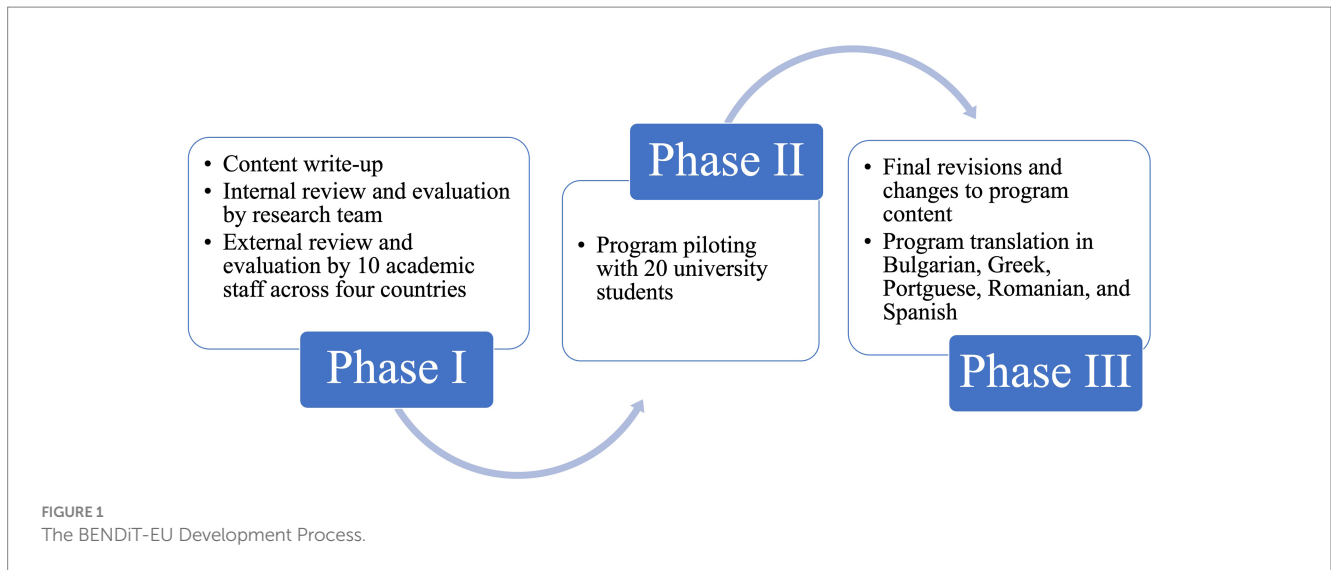 • Content write-up
• Internal review and evaluation
by research team
• External review and
evaluation by 10 academic
staff across four countries
Phase I
Phase II
• Program piloting
with 20 university
students
• Final revisions and
changes to program
content
• Program translation in
Bulgarian, Greek,
Portguese, Romanian, and
Spanish
Phase III
FIGURE 1
The BENDiT-EU Development Process.